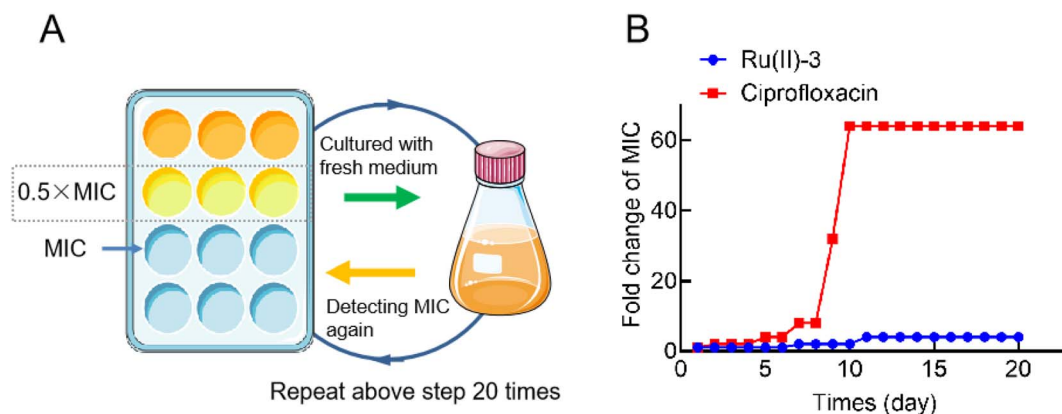 A
0.5×MIC
MIC
Cultured with
fresh medium
Detecting MIC
again
Repeat above step 20 times
B
Ru(II)-3
Ciprofloxacin
Fold change of MIC
60
40
20
0
0 5 10 15 20
Times (day)